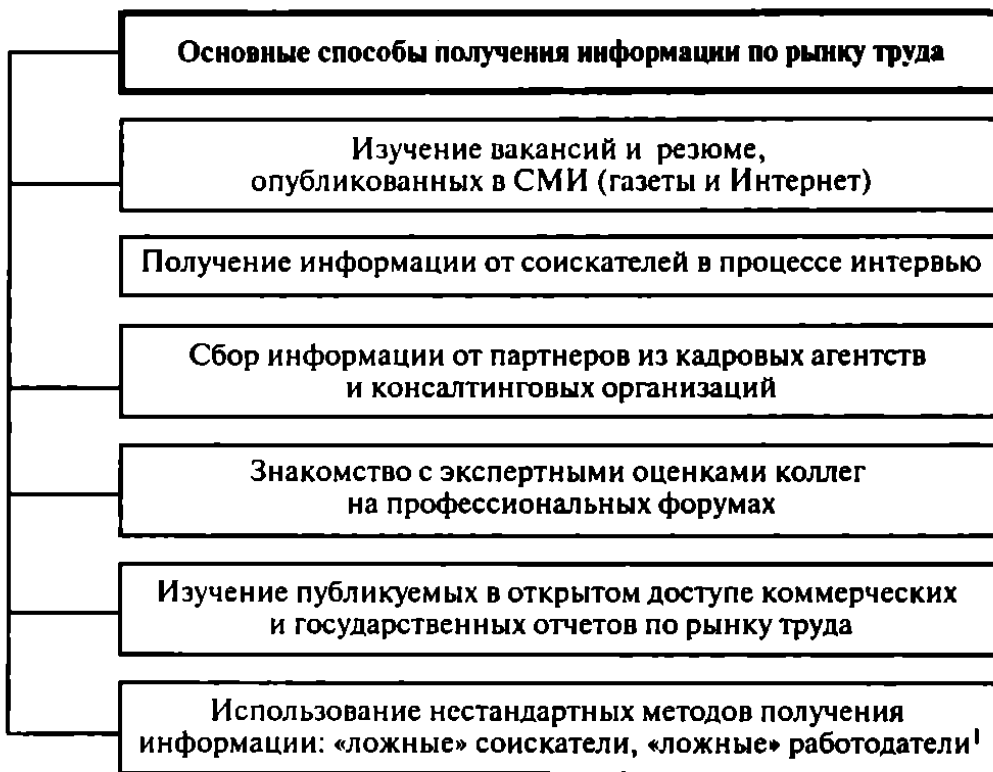 Основные способы получения информации по рынку труда
Изучение вакансий и резюме,
опубликованных в СМИ (газеты и Интернет)
Получение информации от соискателей в процессе интервью
Сбор информации от партнеров из кадровых агентств
и консалтинговых организаций
Знакомство с экспертными оценками коллег
на профессиональных форумах
Изучение публикуемых в открытом доступе коммерческих
и государственных отчетов по рынку труда
Использование нестандартных методов получения
информации: «ложные» соискатели, «ложные» работодатели¹